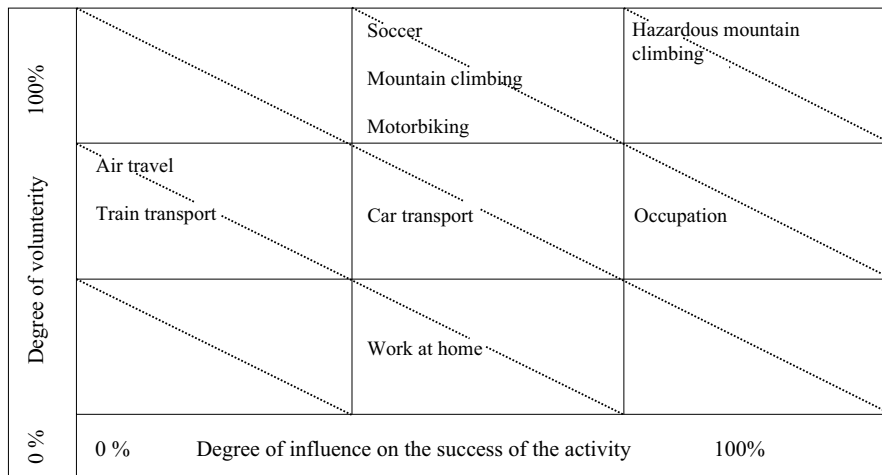 Soccer
Hazardous mountain
climbing
Mountain climbing
Motorbiking
100%
Air travel
Train transport
Car transport
Occupation
Degree of volunterity
Work at home
0 %
0 %
Degree of influence on the success of the activity
100%